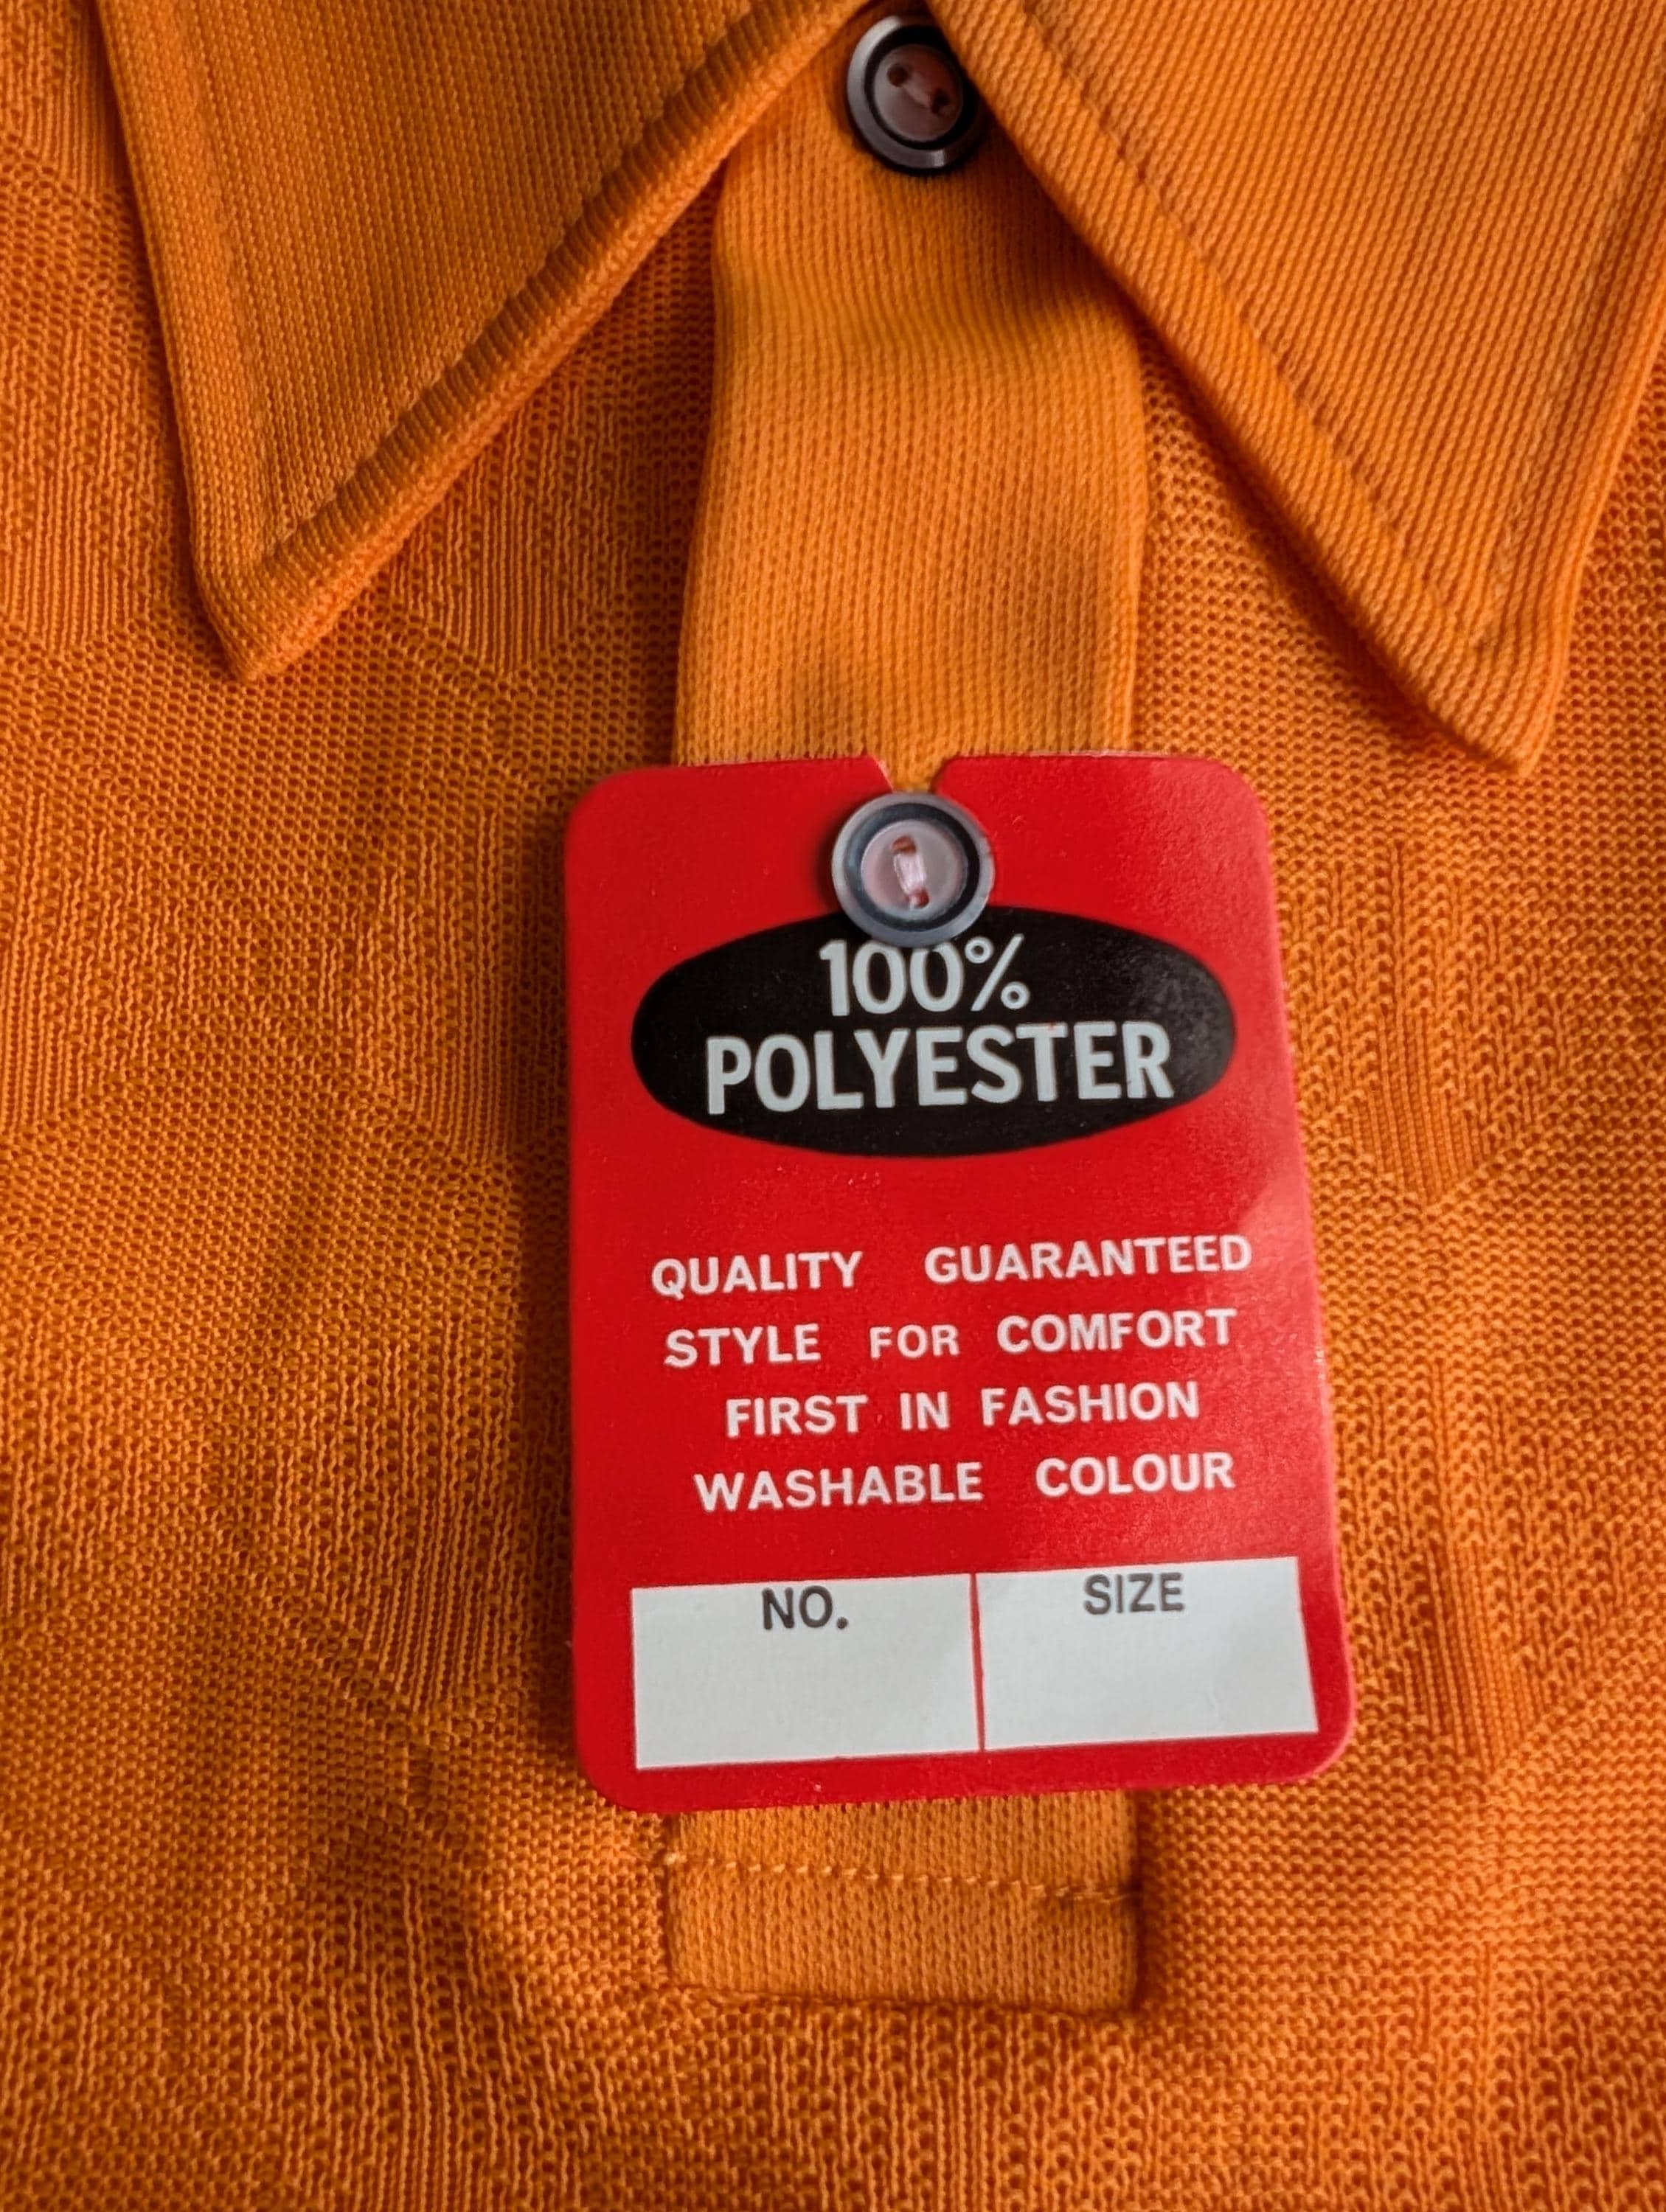 100%
POLYESTER
QUALITY GUARANTEED
STYLE FOR COMFORT
FIRST IN FASHION
WASHABLE COLOUR
NO. SIZE